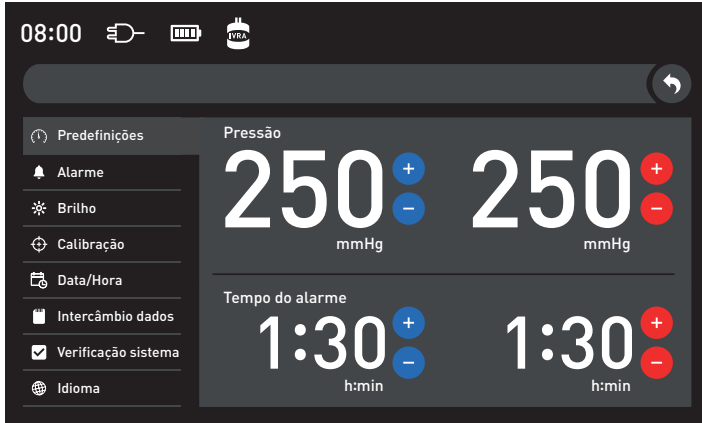 08:00
IVRA
Predefinições
Alarme
Brilho
Calibração
Data/Hora
Intercâmbio dados
Verificação sistema
Idioma
Pressão
250 + − 250 + −
mmHg mmHg
Tempo do alarme
1:30 + − 1:30 + −
h:min h:min